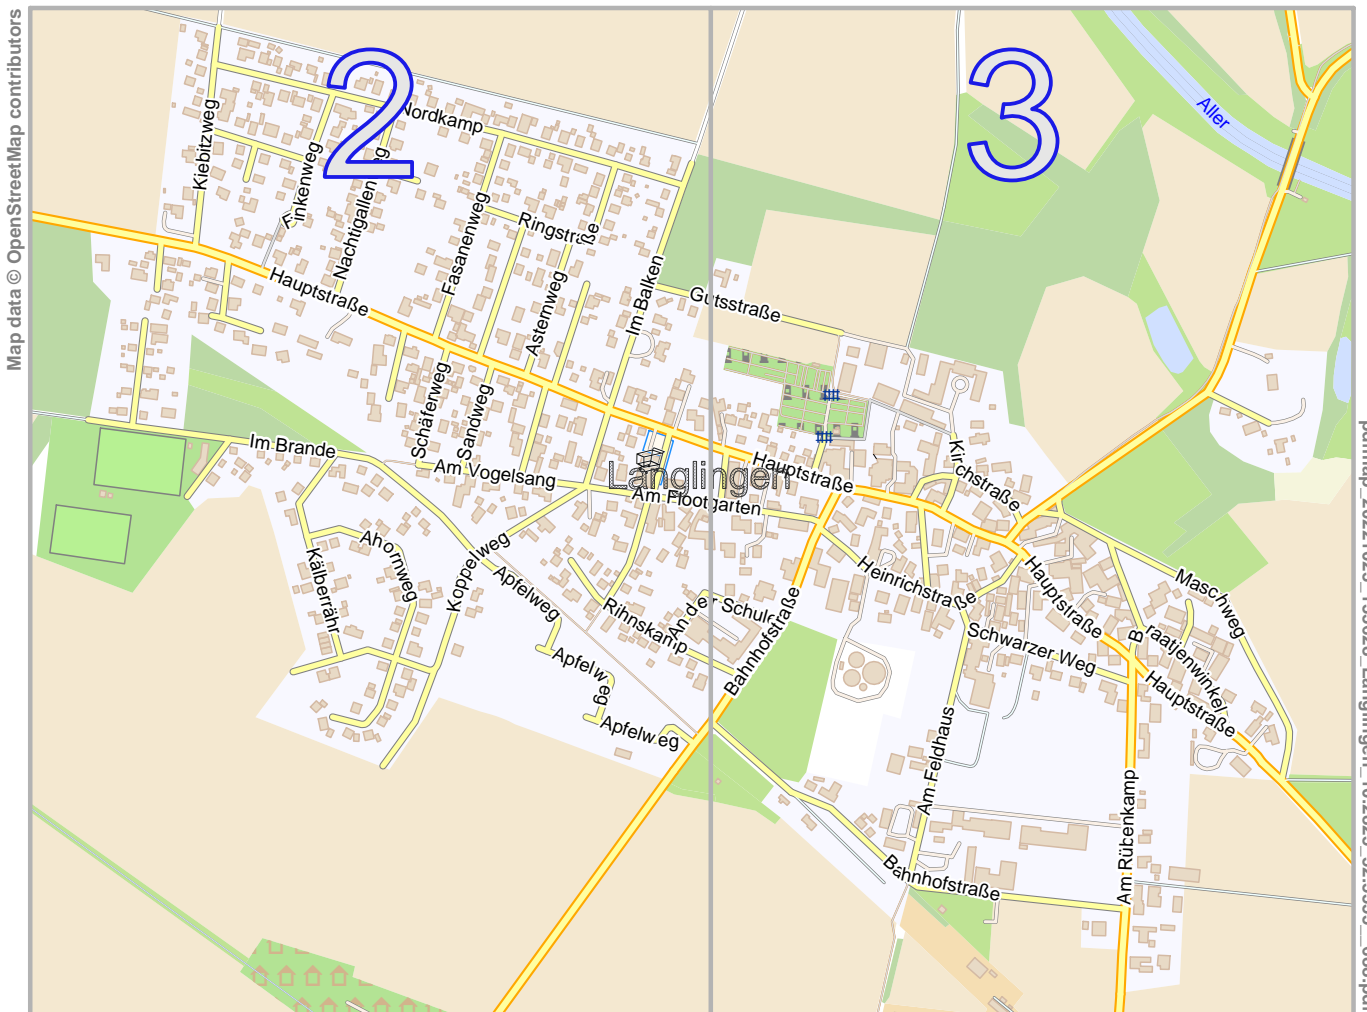 Map data © OpenStreetMap contributors
2
3
Aller
Nordkamp
Kiebitzweg
Finkenweg
Nachtigallen
eg
Fasanenweg
Ringstraße
Asternweg
Im Balken
Gutsstraße
Hauptstraße
Schäferweg
Sandweg
Im Brande
Am Vogelsang
Langlingen
Am Flootgarten
Hauptstraße
Kirchstraße
Kälberrähr
Ahornweg
Koppelweg
Apfelweg
Rihnskamp
An der Schule
Bahnhofstraße
Heinrichstraße
Hauptstraße
Maschweg
Schwarzer Weg
Braatjenwinkel
Hauptstraße
Apfelweg
Apfelweg
Am Feldhaus
Am Rübenkamp
Bahnhofstraße